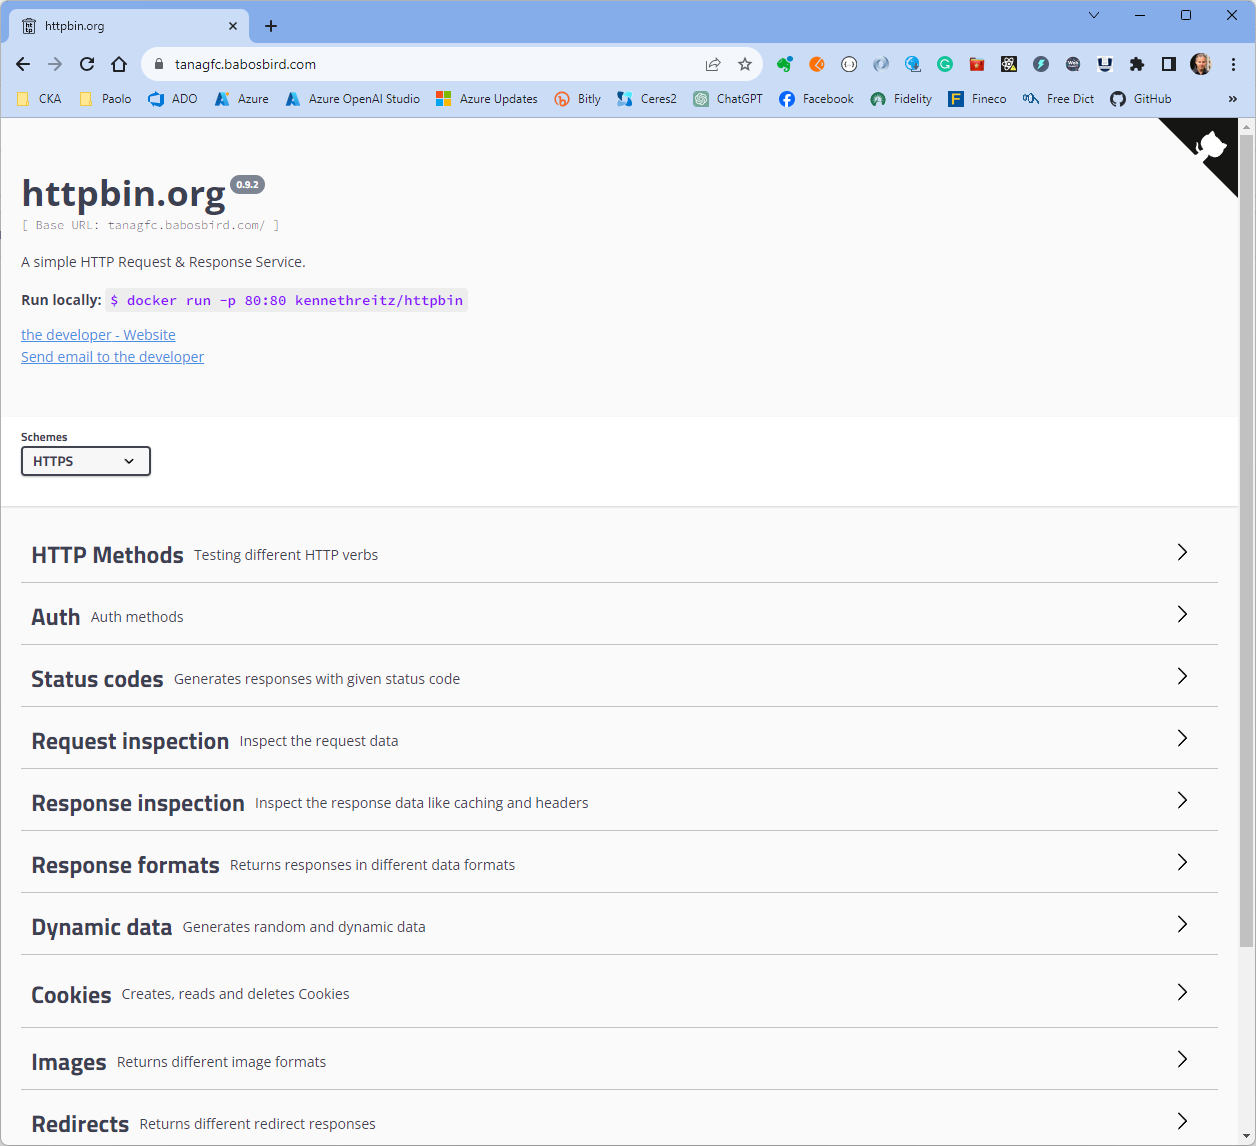 httpbin.org
tanagfc.babosbird.com
CKA Paolo ADO Azure Azure OpenAI Studio Azure Updates Bitly Ceres2 ChatGPT Facebook Fidelity Fineco Free Dict GitHub »
httpbin.org 0.9.2
[ Base URL: tanagfc.babosbird.com/ ]
A simple HTTP Request & Response Service.
Run locally: $ docker run -p 80:80 kennethreitz/httpbin
the developer - Website
Send email to the developer
Schemes
HTTPS
HTTP Methods Testing different HTTP verbs
Auth Auth methods
Status codes Generates responses with given status code
Request inspection Inspect the request data
Response inspection Inspect the response data like caching and headers
Response formats Returns responses in different data formats
Dynamic data Generates random and dynamic data
Cookies Creates, reads and deletes Cookies
Images Returns different image formats
Redirects Returns different redirect responses